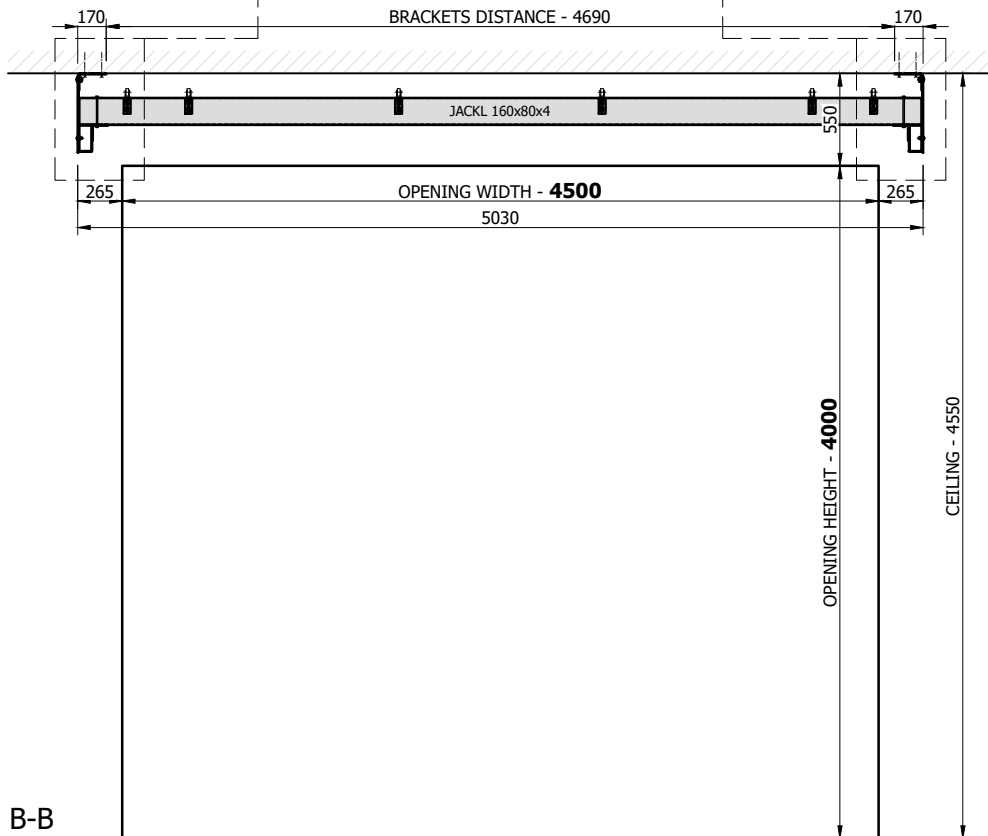 170
BRACKETS DISTANCE - 4690
170
JACKL 160x80x4
550
265
OPENING WIDTH - 4500
265
5030
OPENING HEIGHT - 4000
CEILING - 4550
B-B